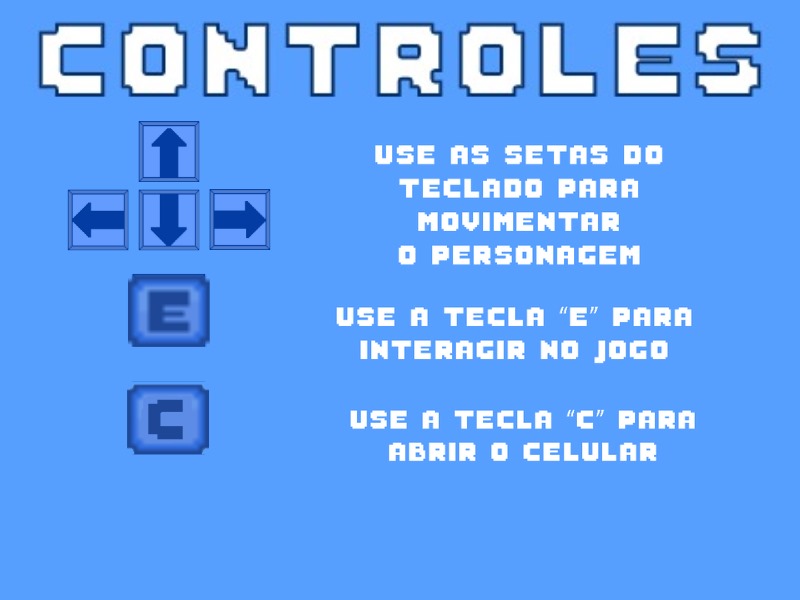 CONTROLES
USE AS SETAS DO
TECLADO PARA
MOVIMENTAR
O PERSONAGEM
E
USE A TECLA “E” PARA
INTERAGIR NO JOGO
C
USE A TECLA “C” PARA
ABRIR O CELULAR